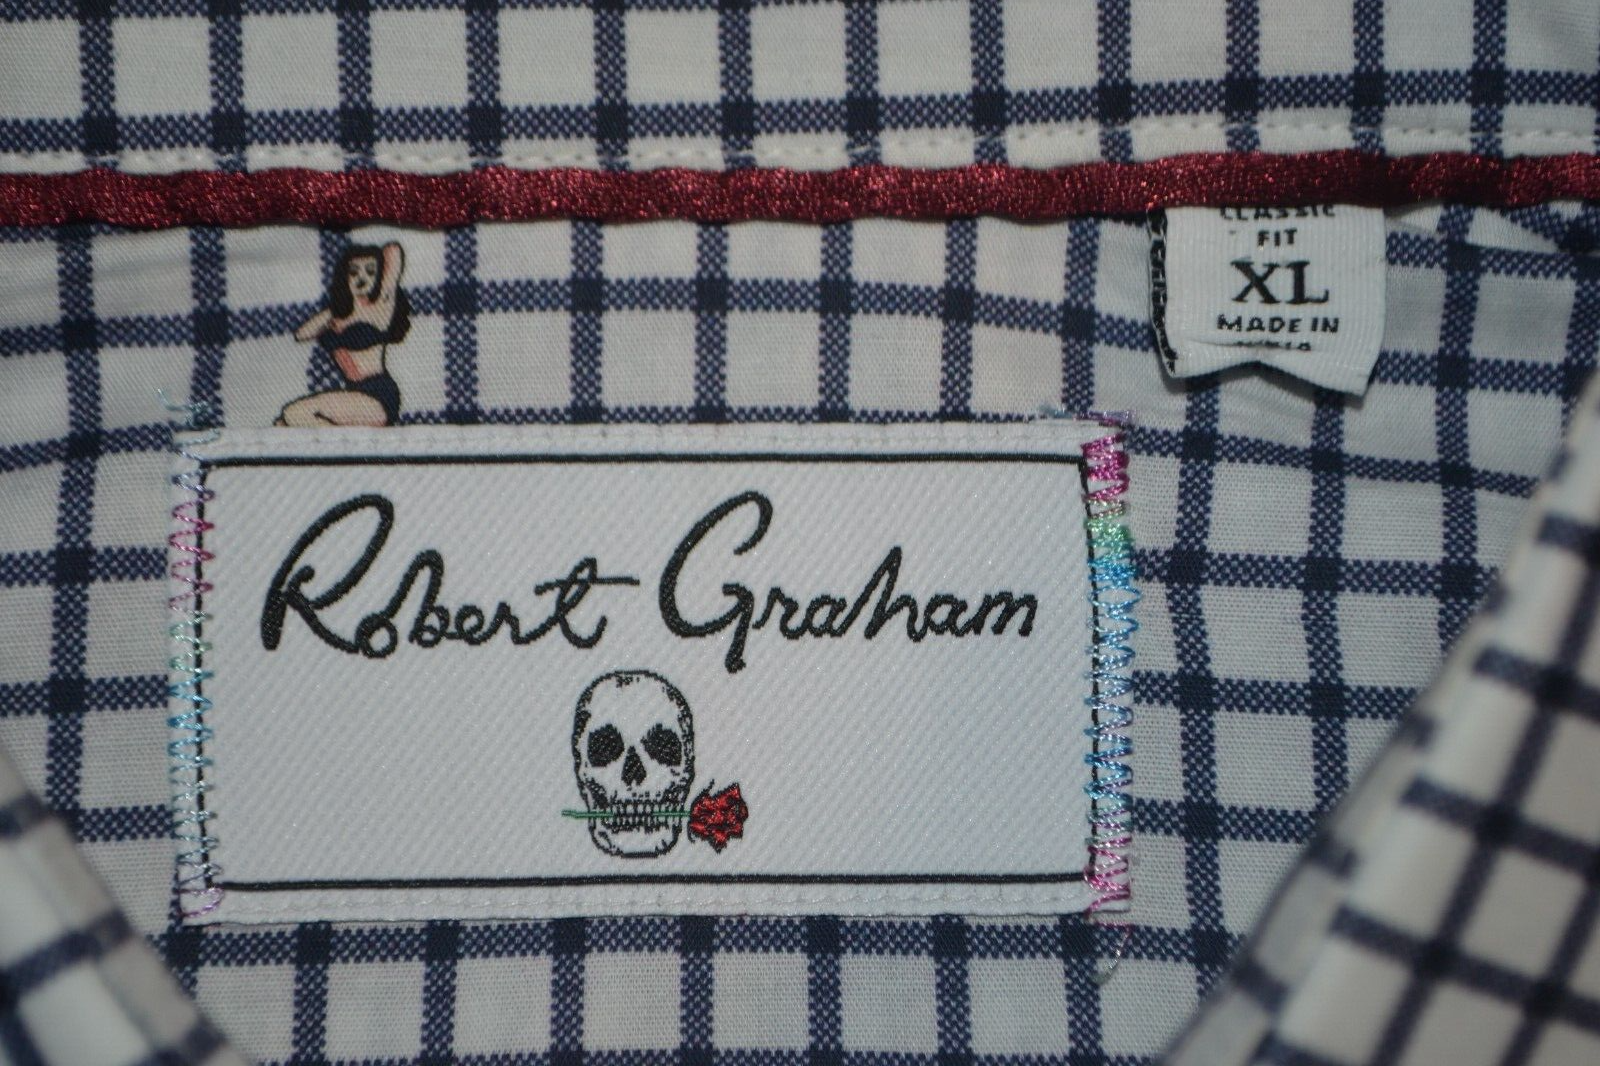 CLASSIC
FIT
XL
MADE IN
Robert Graham